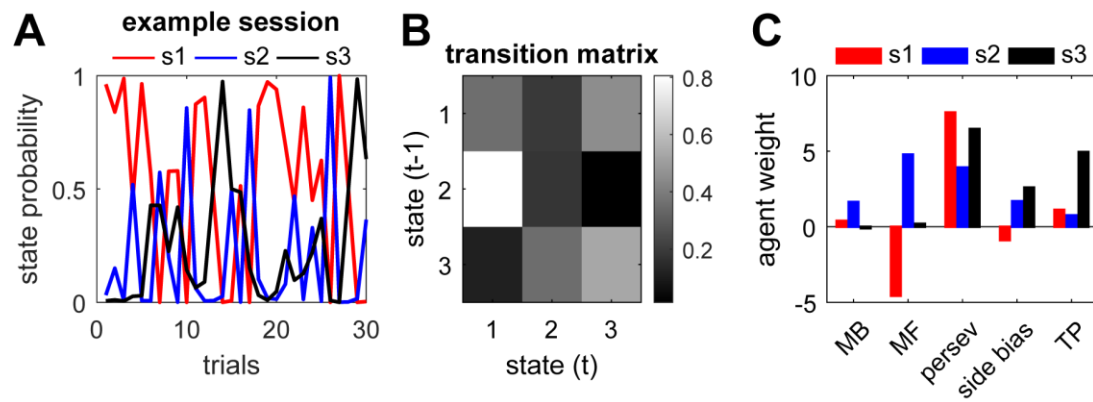 A
example session
s1 s2 s3
state probability
1
0.5
0
0 10 20 30
trials
B
transition matrix
state (t-1)
1
2
3
1 2 3
state (t)
0.8
0.6
0.4
0.2
C
s1 s2 s3
agent weight
10
5
0
-5
MB MF persev side bias TP